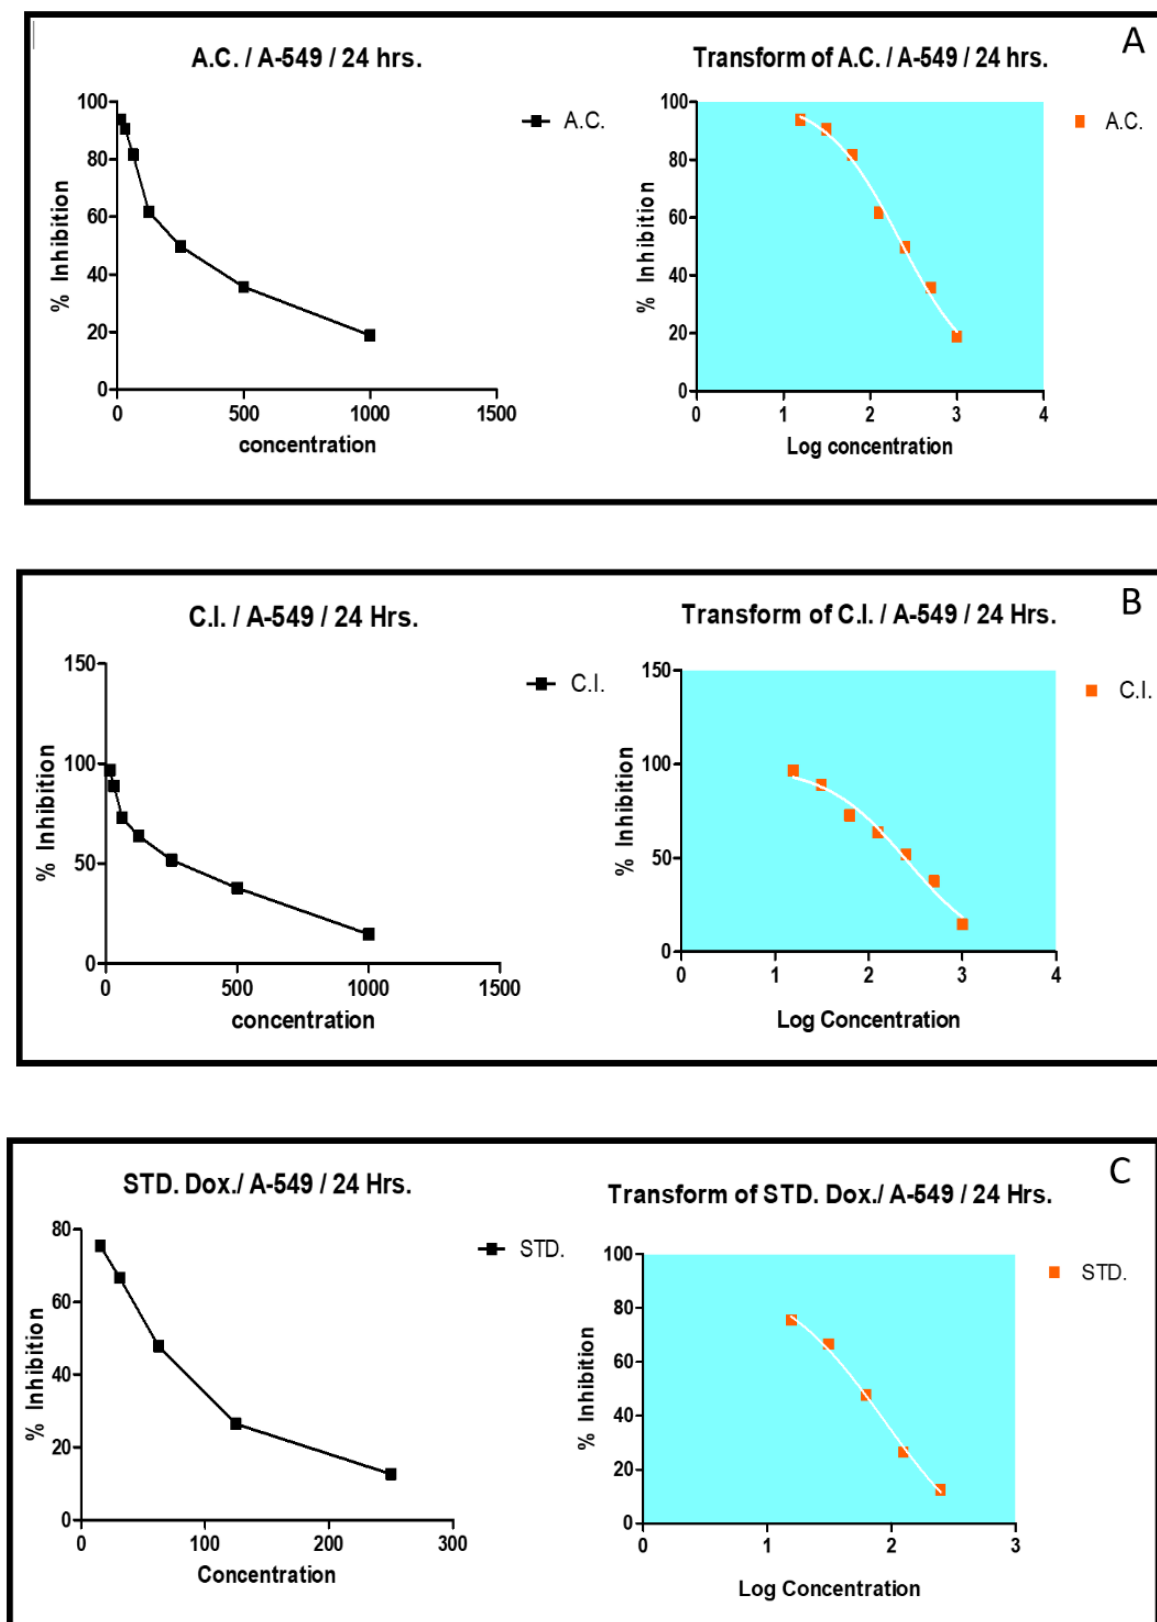 A
A.C. / A-549 / 24 hrs.
Transform of A.C. / A-549 / 24 hrs.
100
80
60
40
20
0
% Inhibition
0 500 1000 1500
concentration
A.C.
100
80
60
40
20
0
% Inhibition
0 1 2 3 4
Log concentration
A.C.
B
C.I. / A-549 / 24 Hrs.
Transform of C.I. / A-549 / 24 Hrs.
150
100
50
0
% Inhibition
0 500 1000 1500
concentration
C.I.
150
100
50
0
% Inhibition
0 1 2 3 4
Log Concentration
C.I.
C
STD. Dox./ A-549 / 24 Hrs.
Transform of STD. Dox./ A-549 / 24 Hrs.
80
60
40
20
0
% Inhibition
0 100 200 300
Concentration
STD.
100
80
60
40
20
0
% Inhibition
0 1 2 3
Log Concentration
STD.